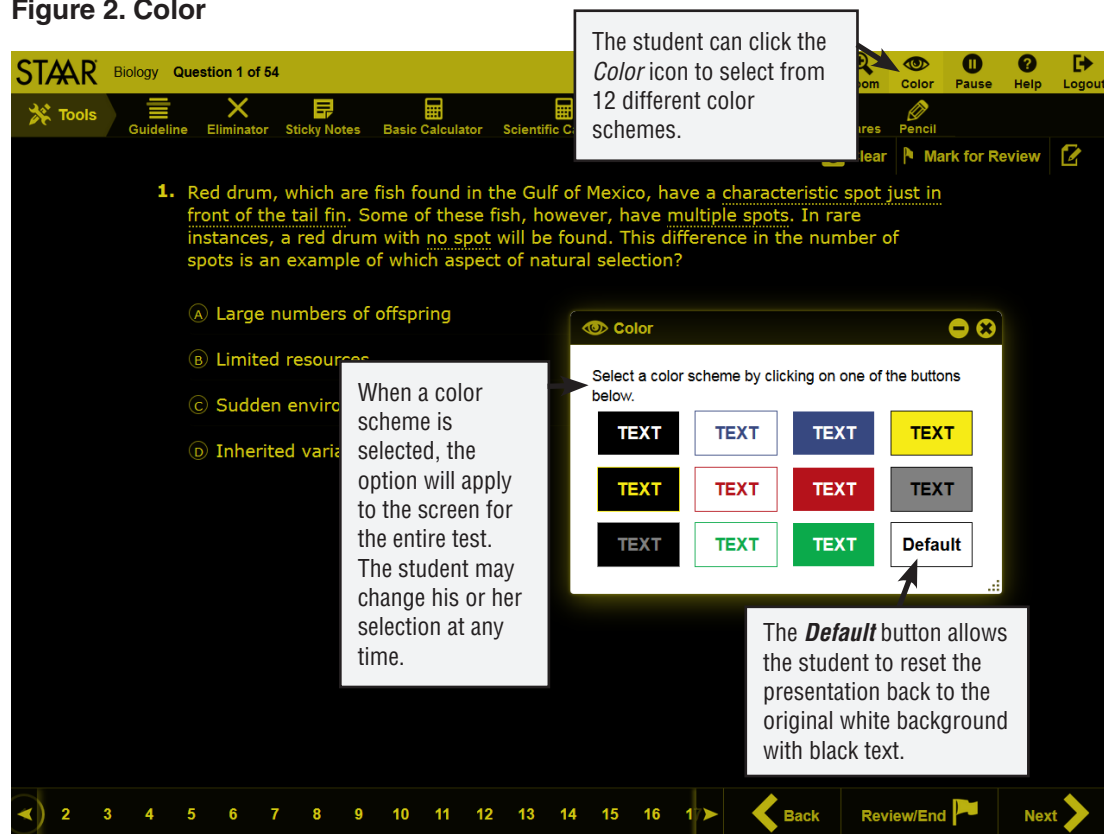 Figure 2. Color
The student can click the
Color icon to select from
12 different color
schemes.
STAAR Biology Question 1 of 54
Color Pause Help Logout
Tools Guideline Eliminator Sticky Notes Basic Calculator Scientific
Pencil
Mark for Review
1. Red drum, which are fish found in the Gulf of Mexico, have a characteristic spot just in
front of the tail fin. Some of these fish, however, have multiple spots. In rare
instances, a red drum with no spot will be found. This difference in the number of
spots is an example of which aspect of natural selection?
A Large numbers of offspring
B Limited resources
C Sudden
D Inherited
When a color
scheme is
selected, the
option will apply
to the screen for
the entire test.
The student may
change his or her
selection at any
time.
Color
Select a color scheme by clicking on one of the buttons
below.
TEXT TEXT TEXT TEXT
TEXT TEXT TEXT TEXT
TEXT TEXT TEXT Default
The Default button allows
the student to reset the
presentation back to the
original white background
with black text.
2 3 4 5 6 7 8 9 10 11 12 13 14 15 16 Back Review/End Next